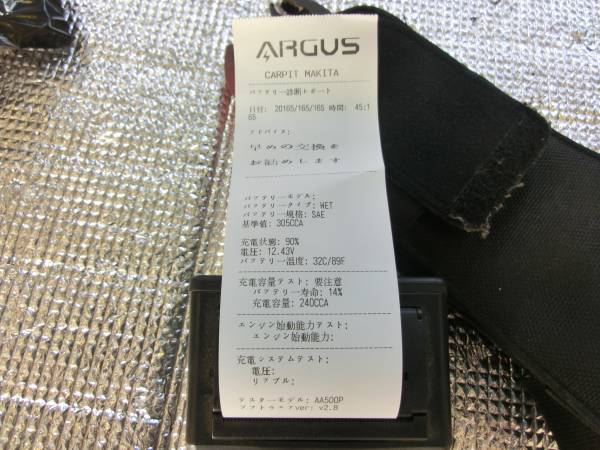 ARGUS
CARPIT MAKITA
バッテリー診断レポート
日付: 20165/165/165 時間: 45:1
65
アドバイス:
早めの交換を
お勧めします
バッテリーモデル:
バッテリータイプ: WET
バッテリー規格: SAE
基準値: 305CCA
充電状態: 90%
電圧: 12.43V
バッテリー温度: 32C/89F
充電容量テスト: 要注意
バッテリー寿命: 14%
充電容量: 240CCA
エンジン始動能力テスト:
エンジン始動能力:
充電システムテスト:
電圧:
リップル:
テスターモデル: AA500P
ソフトウェアver: v2.8